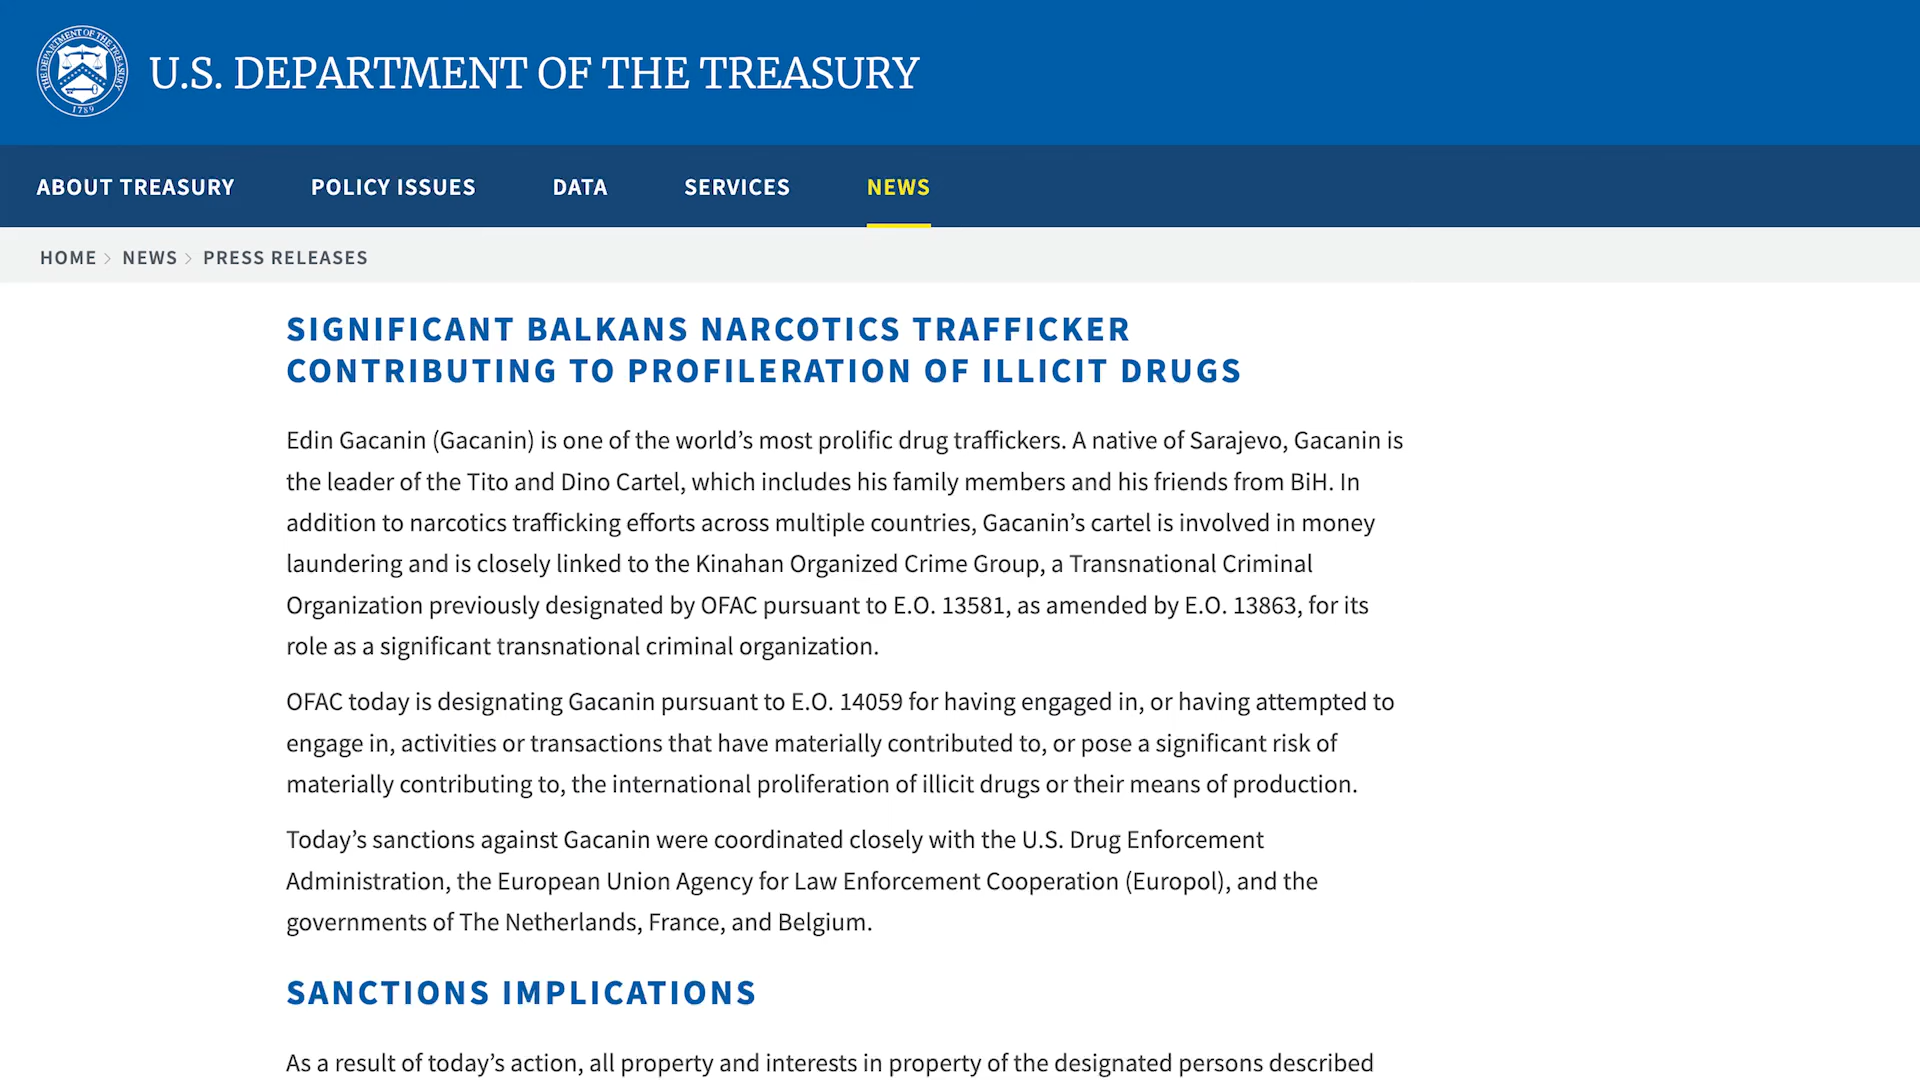 THE DEPARTMENT OF THE TREASURY
1789
U.S. DEPARTMENT OF THE TREASURY
ABOUT TREASURY POLICY ISSUES DATA SERVICES NEWS
HOME > NEWS > PRESS RELEASES
SIGNIFICANT BALKANS NARCOTICS TRAFFICKER
CONTRIBUTING TO PROFILERATION OF ILLICIT DRUGS
Edin Gacanin (Gacanin) is one of the world’s most prolific drug traffickers. A native of Sarajevo, Gacanin is
the leader of the Tito and Dino Cartel, which includes his family members and his friends from BiH. In
addition to narcotics trafficking efforts across multiple countries, Gacanin’s cartel is involved in money
laundering and is closely linked to the Kinahan Organized Crime Group, a Transnational Criminal
Organization previously designated by OFAC pursuant to E.O. 13581, as amended by E.O. 13863, for its
role as a significant transnational criminal organization.
OFAC today is designating Gacanin pursuant to E.O. 14059 for having engaged in, or having attempted to
engage in, activities or transactions that have materially contributed to, or pose a significant risk of
materially contributing to, the international proliferation of illicit drugs or their means of production.
Today’s sanctions against Gacanin were coordinated closely with the U.S. Drug Enforcement
Administration, the European Union Agency for Law Enforcement Cooperation (Europol), and the
governments of The Netherlands, France, and Belgium.
SANCTIONS IMPLICATIONS
As a result of today’s action, all property and interests in property of the designated persons described